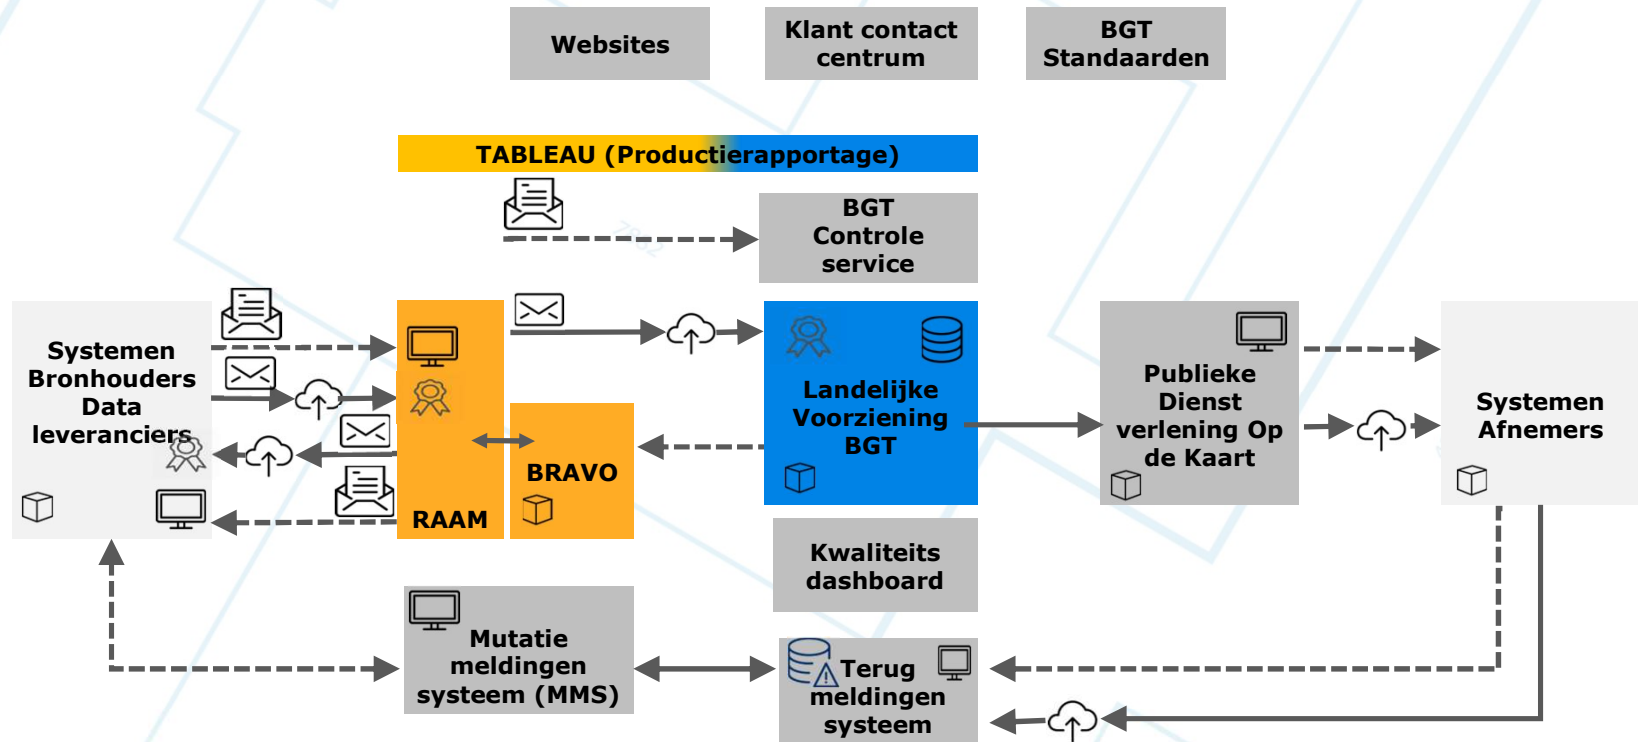 Websites
Klant contact
centrum
BGT
Standaarden
TABLEAU (Productierapportage)
7982
BGT
Controle
service
Systemen
Bronhouders
Data
leveranciers
RAAM
BRAVO
Landelijke
Voorziening
BGT
Publieke
Dienst
verlening Op
de Kaart
Systemen
Afnemers
Kwaliteits
dashboard
Mutatie
meldingen
systeem (MMS)
Terug
meldingen
systeem